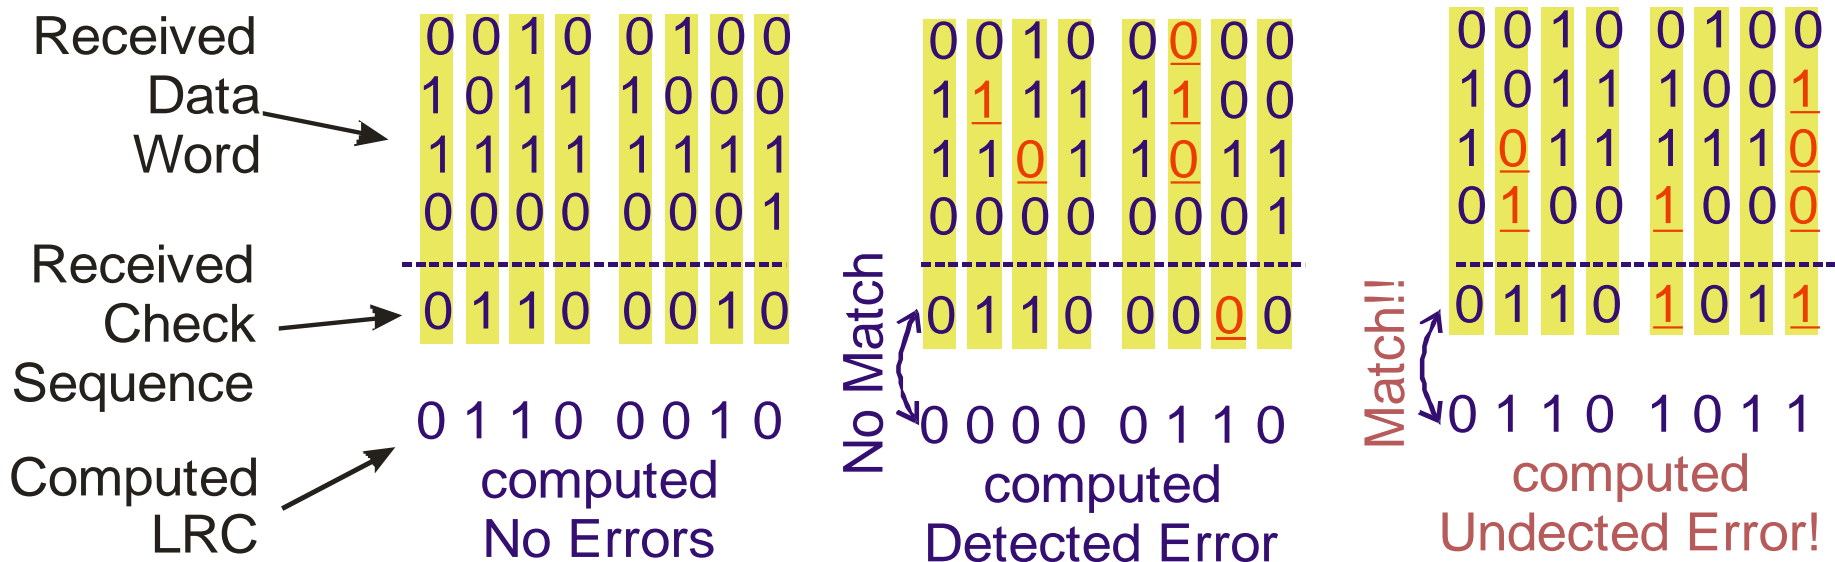 Received
Data
Word
Received
Check
Sequence
Computed
LRC
0 0 1 0 0 1 0 0
1 0 1 1 1 0 0 0
1 1 1 1 1 1 1 1
0 0 0 0 0 0 0 1
0 1 1 0 0 0 1 0
0 1 1 0 0 0 1 0
computed
No Errors
No Match
0 0 1 0 0 0 0 0
1 1 1 1 1 1 0 0
1 1 0 1 1 0 1 1
0 0 0 0 0 0 0 1
0 1 1 0 0 0 0 0
0 0 0 0 0 1 1 0
computed
Detected Error
Match!!
0 0 1 0 0 1 0 0
1 0 1 1 1 0 0 1
1 0 1 1 1 1 1 0
0 1 0 0 1 0 0 0
0 1 1 0 1 0 1 1
0 1 1 0 1 0 1 1
computed
Undected Error!